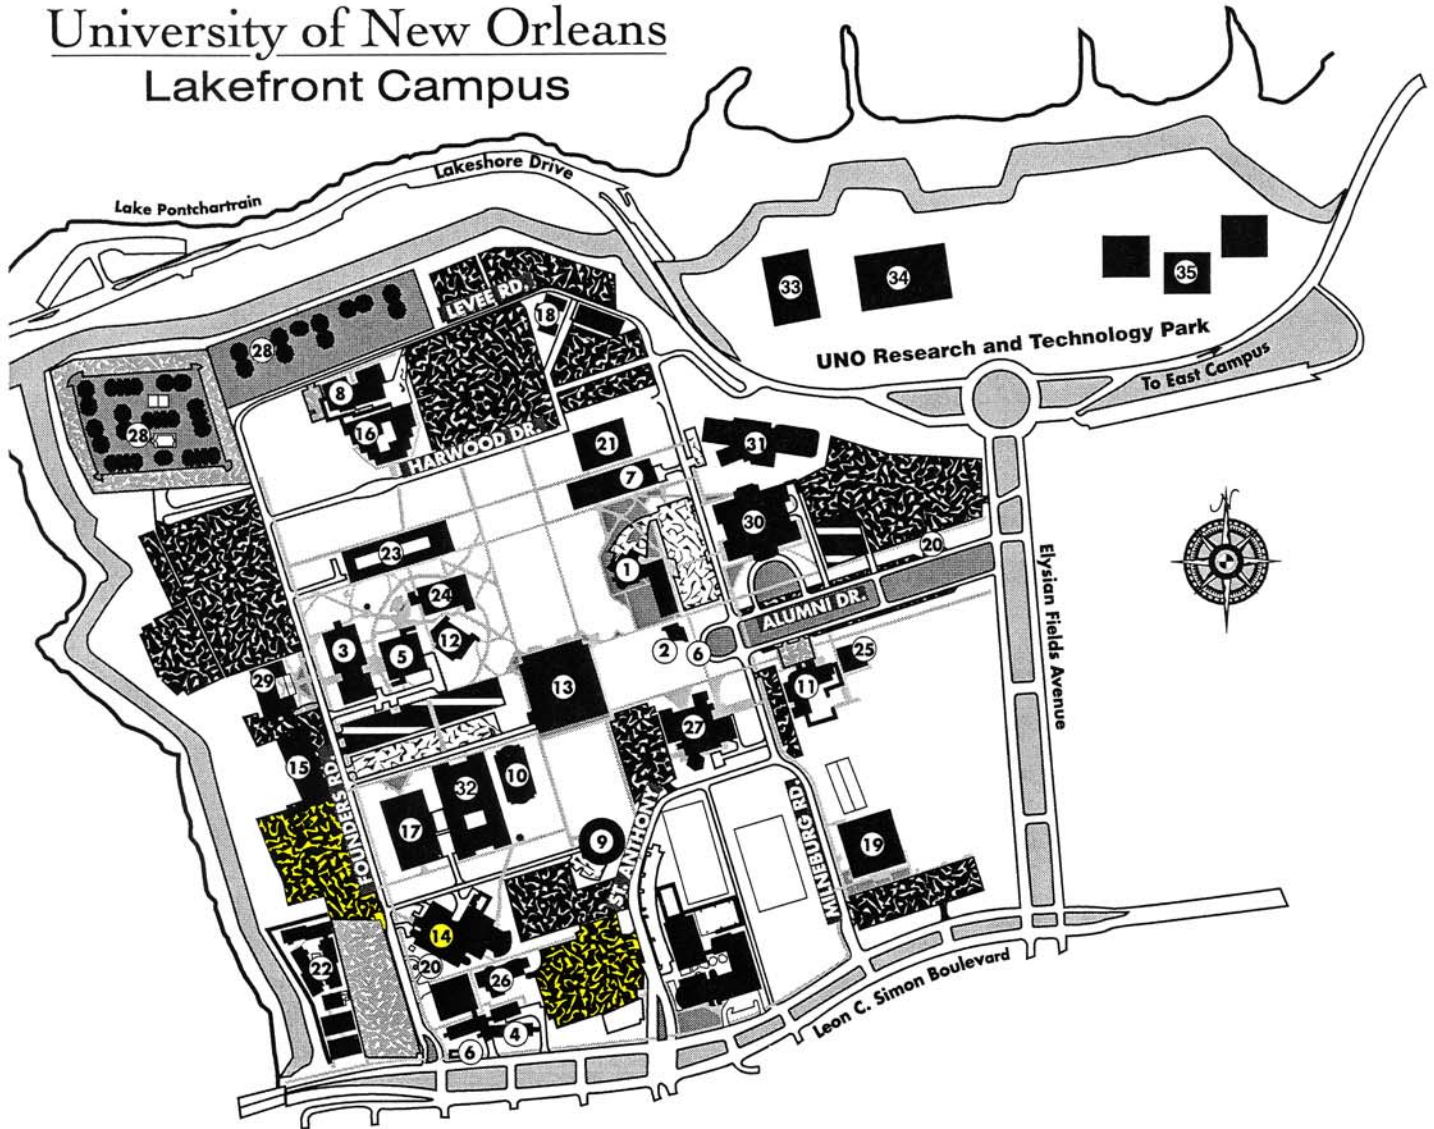 University of New Orleans
Lakefront Campus
Lakeshore Drive
Lake Pontchartrain
LEVEE RD.
18
33
34
35
28
UNO Research and Technology Park
To East Campus
8
28
16
HARWOOD DR.
21
31
7
30
N
23
20
1
24
ALUMNI DR.
Elysian Fields Avenue
12
3
5
2
6
25
29
13
11
27
15
FOUNDERS RD.
32
10
17
9
ST. ANTHONY
MILNEBURG RD.
19
14
22
20
26
4
6
Leon C. Simon Boulevard